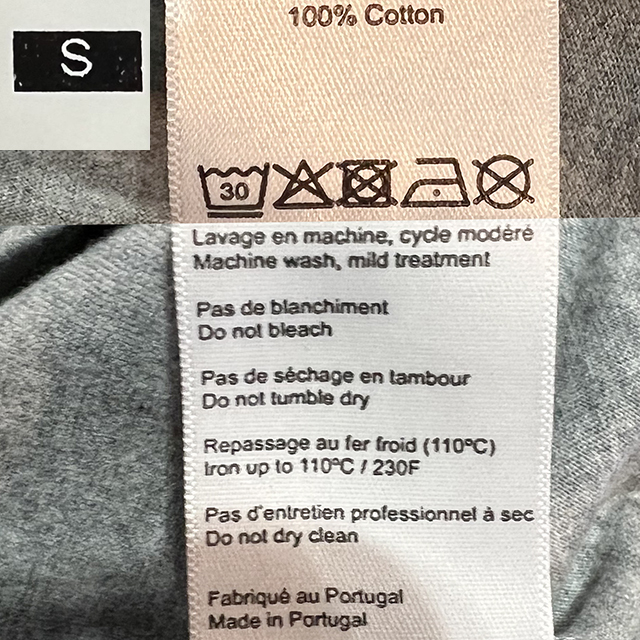 S
100% Cotton
30
Lavage en machine, cycle modéré
Machine wash, mild treatment
Pas de blanchiment
Do not bleach
Pas de séchage en tambour
Do not tumble dry
Repassage au fer froid (110ºC)
Iron up to 110ºC / 230F
Pas d'entretien professionnel à sec
Do not dry clean
Fabriqué au Portugal
Made in Portugal